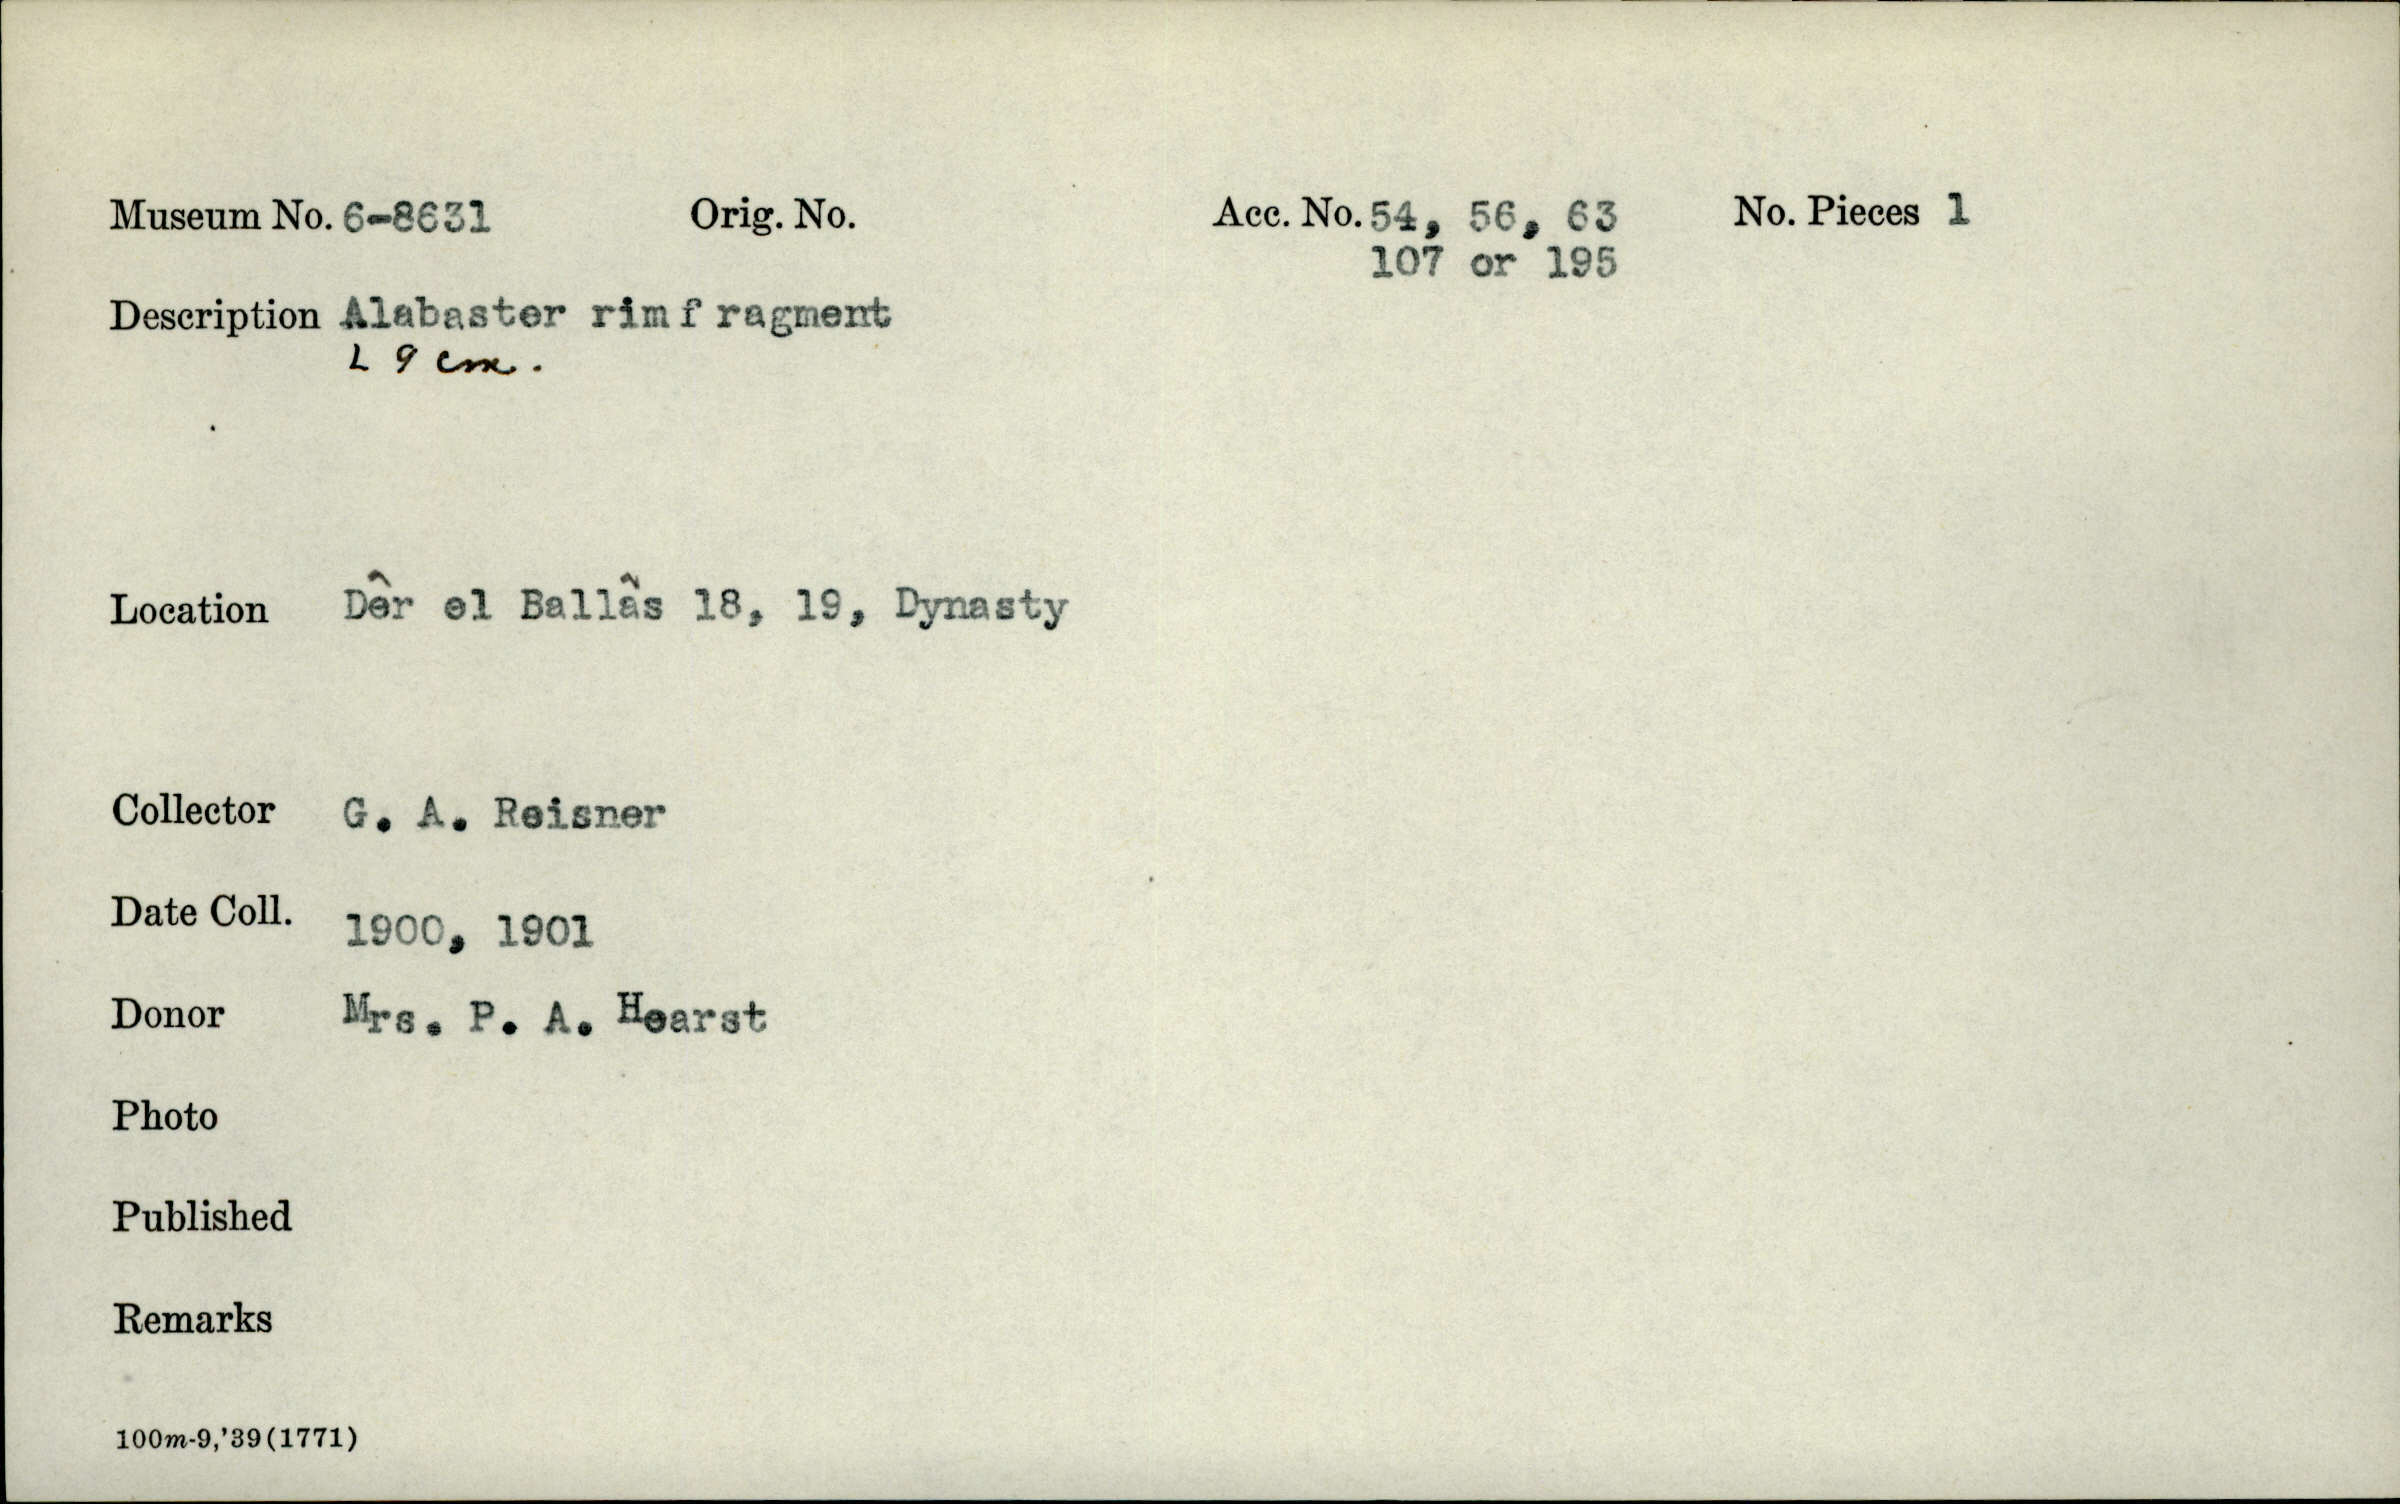 Museum No. 6-8631 Orig. No. Acc. No. 54, 56, 63 No. Pieces 1
107 or 195
Description Alabaster rim f ragment
L 9 cm.
Location Dêr el Ballâs 18, 19, Dynasty
Collector G. A. Reisner
Date Coll. 1900, 1901
Donor Mrs. P. A. Hearst
Photo
Published
Remarks
100m-9,'39(1771)